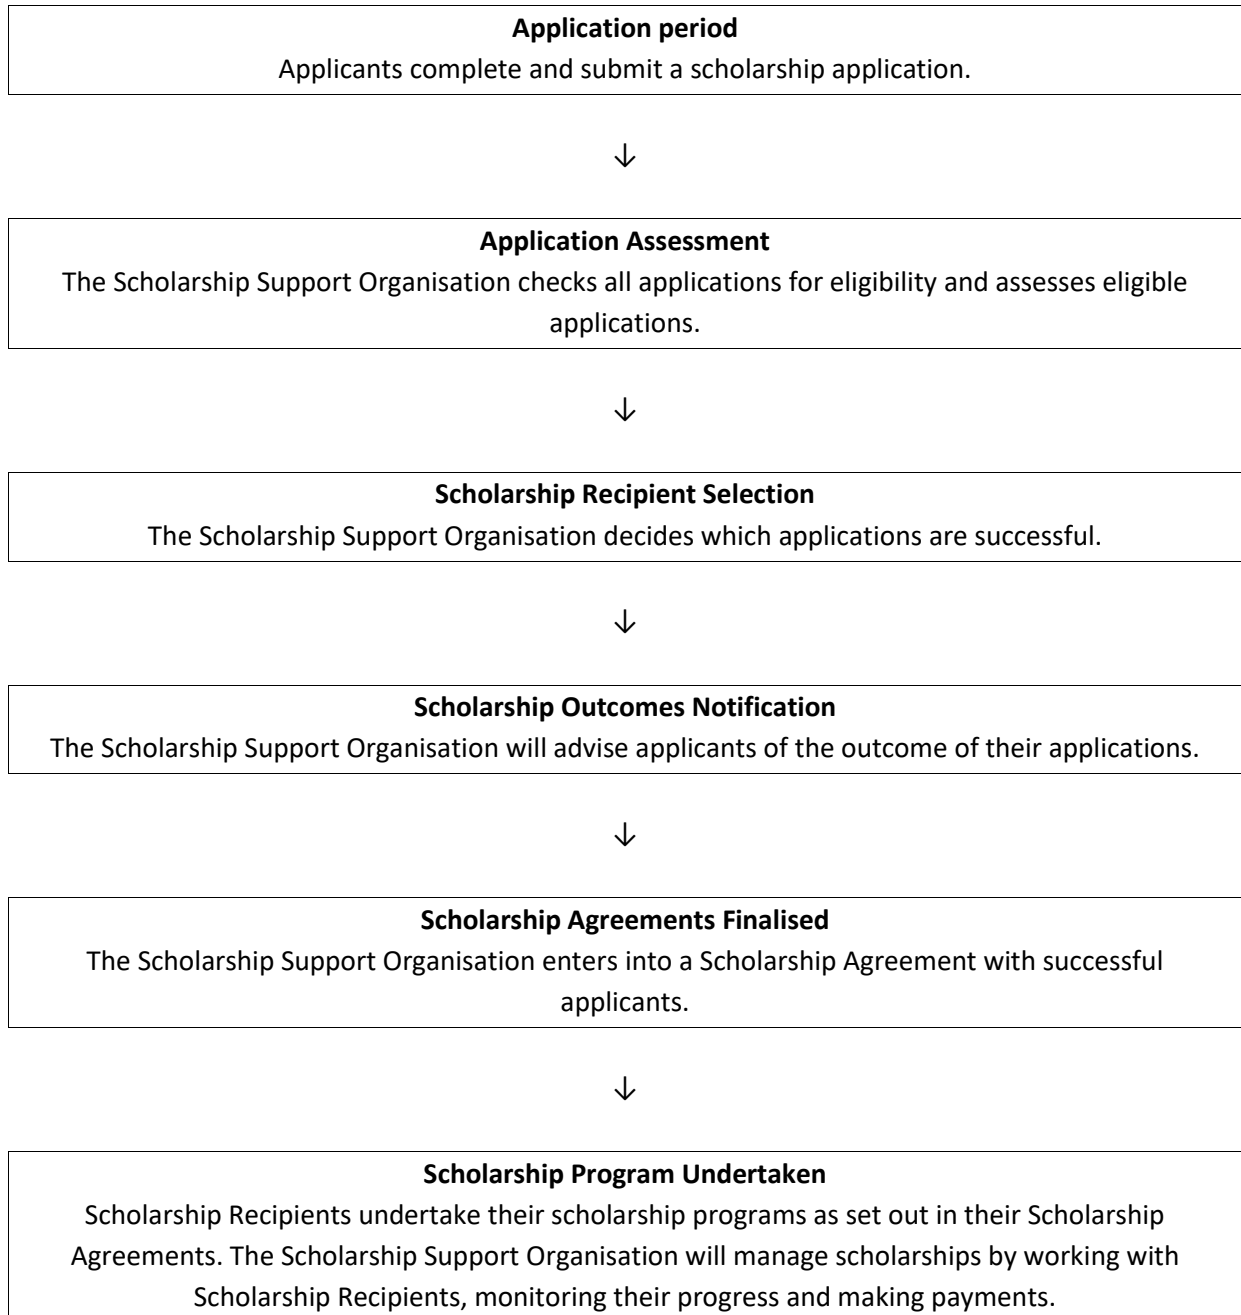 Application period
Applicants complete and submit a scholarship application.
↓
Application Assessment
The Scholarship Support Organisation checks all applications for eligibility and assesses eligible
applications.
↓
Scholarship Recipient Selection
The Scholarship Support Organisation decides which applications are successful.
↓
Scholarship Outcomes Notification
The Scholarship Support Organisation will advise applicants of the outcome of their applications.
↓
Scholarship Agreements Finalised
The Scholarship Support Organisation enters into a Scholarship Agreement with successful
applicants.
↓
Scholarship Program Undertaken
Scholarship Recipients undertake their scholarship programs as set out in their Scholarship
Agreements. The Scholarship Support Organisation will manage scholarships by working with
Scholarship Recipients, monitoring their progress and making payments.